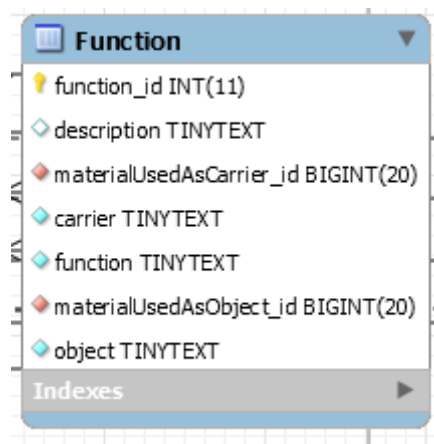 Function
function_id INT(11)
description TINYTEXT
materialUsedAsCarrier_id BIGINT(20)
carrier TINYTEXT
function TINYTEXT
materialUsedAsObject_id BIGINT(20)
object TINYTEXT
Indexes